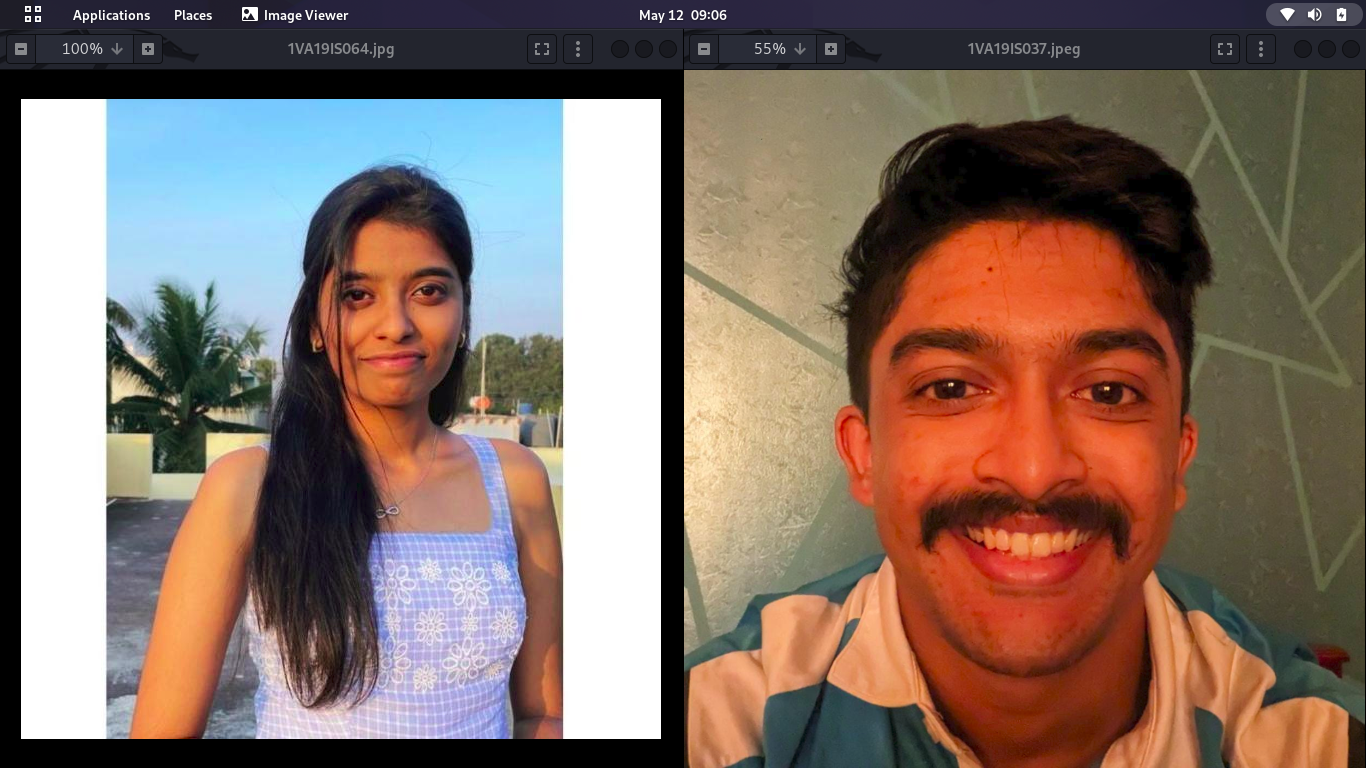 Applications Places Image Viewer May 12 09:06
100% 1VA19IS064.jpg
55% 1VA19IS037.jpeg